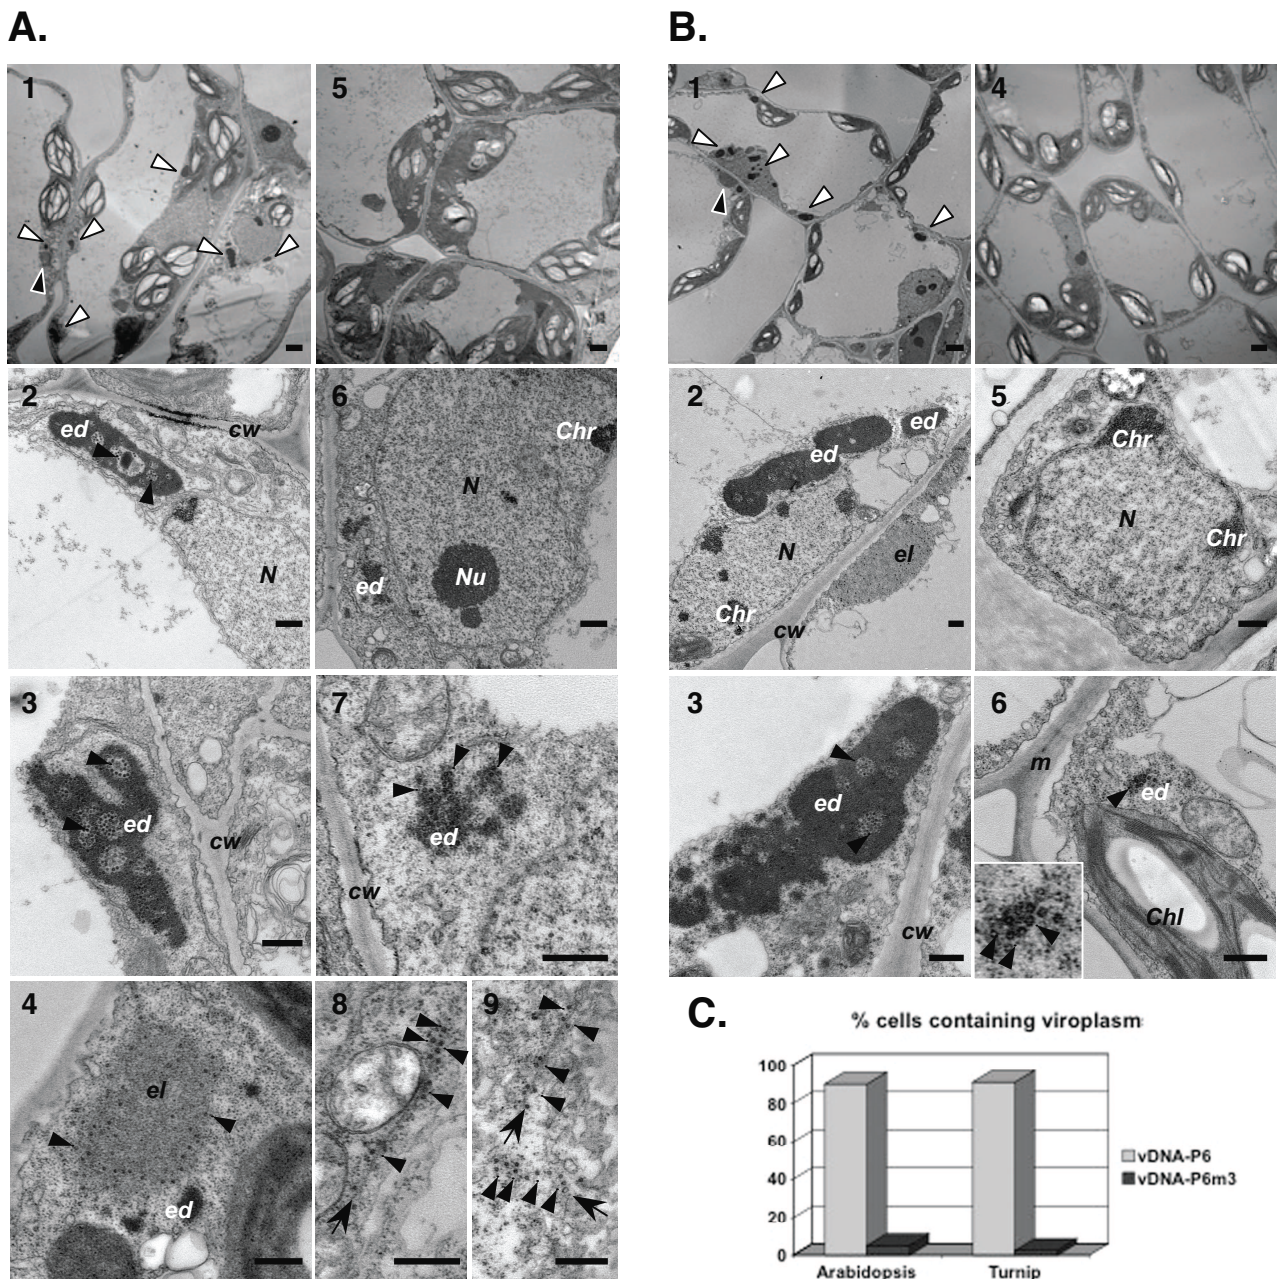 A.
B.
1
5
1
4
2
ed
cw
N
6
Chr
N
Nu
ed
2
ed
ed
N
el
Chr
cw
5
Chr
N
Chr
3
ed
cw
7
ed
cw
3
ed
cw
6
m
ed
Chl
4
el
ed
8
9
C.
% cells containing viroplasm
100
80
60
40
20
0
vDNA-P6
vDNA-P6m3
Arabidopsis
Turnip